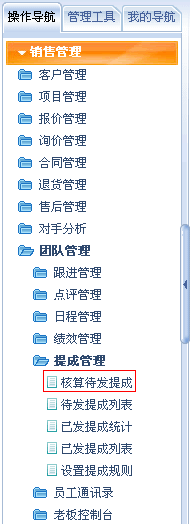 操作导航 管理工具 我的导航
销售管理
客户管理
项目管理
报价管理
询价管理
合同管理
退货管理
售后管理
对手分析
团队管理
跟进管理
点评管理
日程管理
绩效管理
提成管理
核算待发提成
待发提成列表
已发提成统计
已发提成列表
设置提成规则
员工通讯录
老板控制台